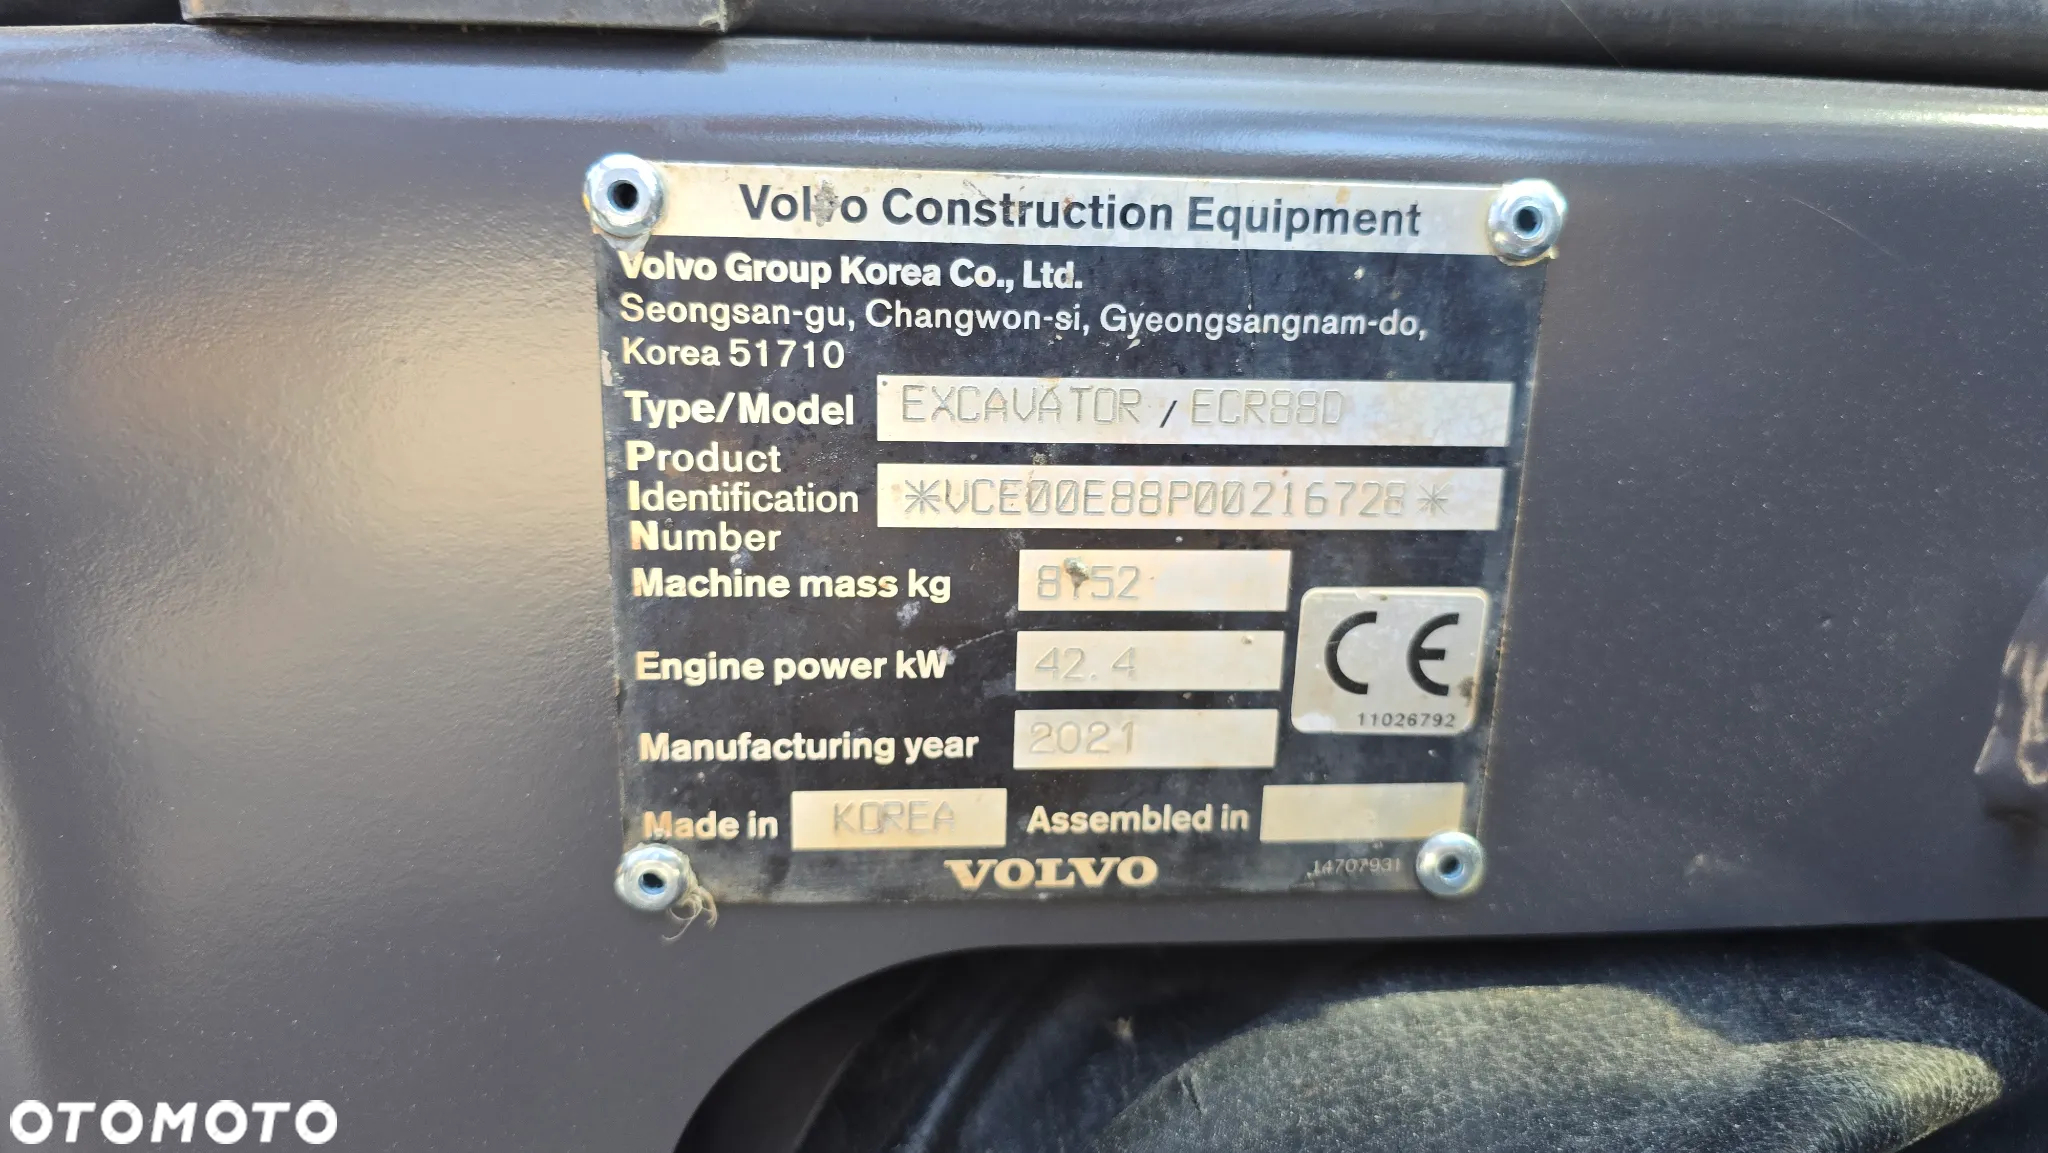 Volvo Construction Equipment
Volvo Group Korea Co., Ltd.
Seongsan-gu, Changwon-si, Gyeongsangnam-do,
Korea 51710
Type/Model EXCAVATOR / ECR88D
Product
Identification *VCE00E88P00216728*
Number
Machine mass kg
Engine power kW 42.4
CE
11026792
Manufacturing year 2021
Made in KOREA Assembled in
VOLVO 14707931
OTOMOTO